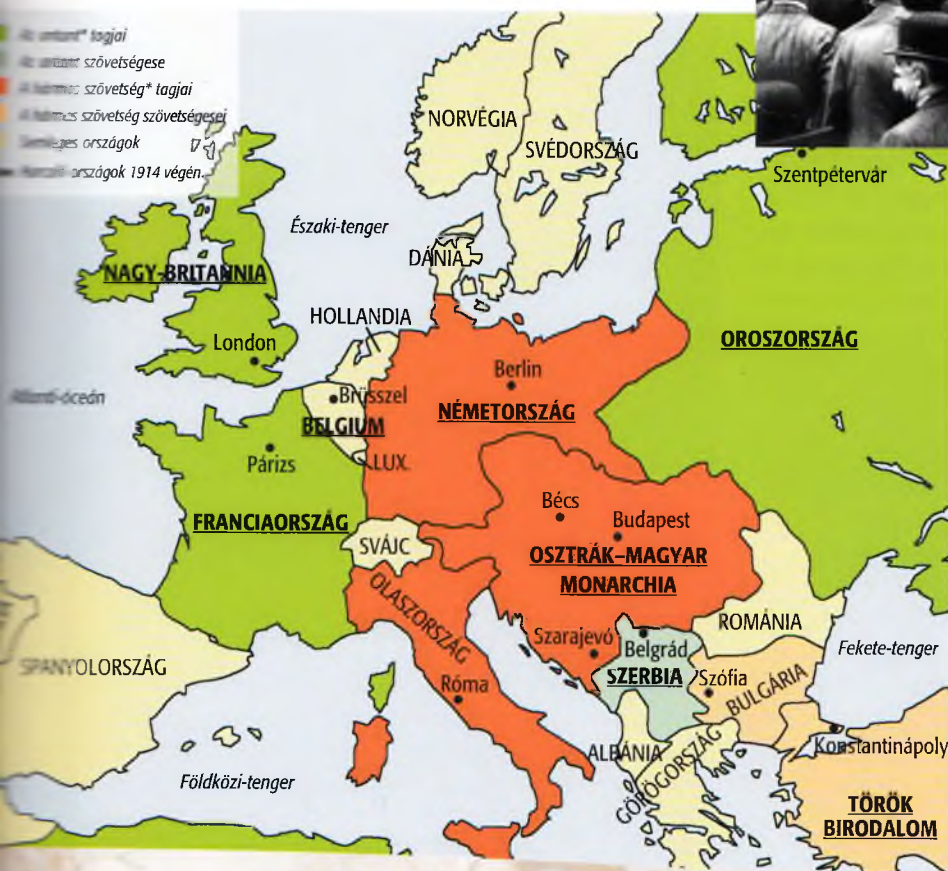 tagjai
szövetségese
szövetség* tagjai
szövetség szövetségesei
országok
országok 1914 végén.
NORVÉGIA
SVÉDORSZÁG
Szentpétervár
Északi-tenger
DÁNIA
NAGY-BRITANNIA
HOLLANDIA
London
OROSZORSZÁG
Berlin
Brüsszel
NÉMETORSZÁG
BELGIUM
Párizs
LUX.
Bécs
Budapest
FRANCIAORSZÁG
SVÁJC
OSZTRÁK–MAGYAR
MONARCHIA
OLASZORSZÁG
ROMÁNIA
Szarajevó
Belgrád
Fekete-tenger
SPANYOLORSZÁG
SZERBIA
Szófia
Róma
BULGÁRIA
ALBÁNIA
Konstantinápoly
GÖRÖGORSZÁG
Földközi-tenger
TÖRÖK
BIRODALOM